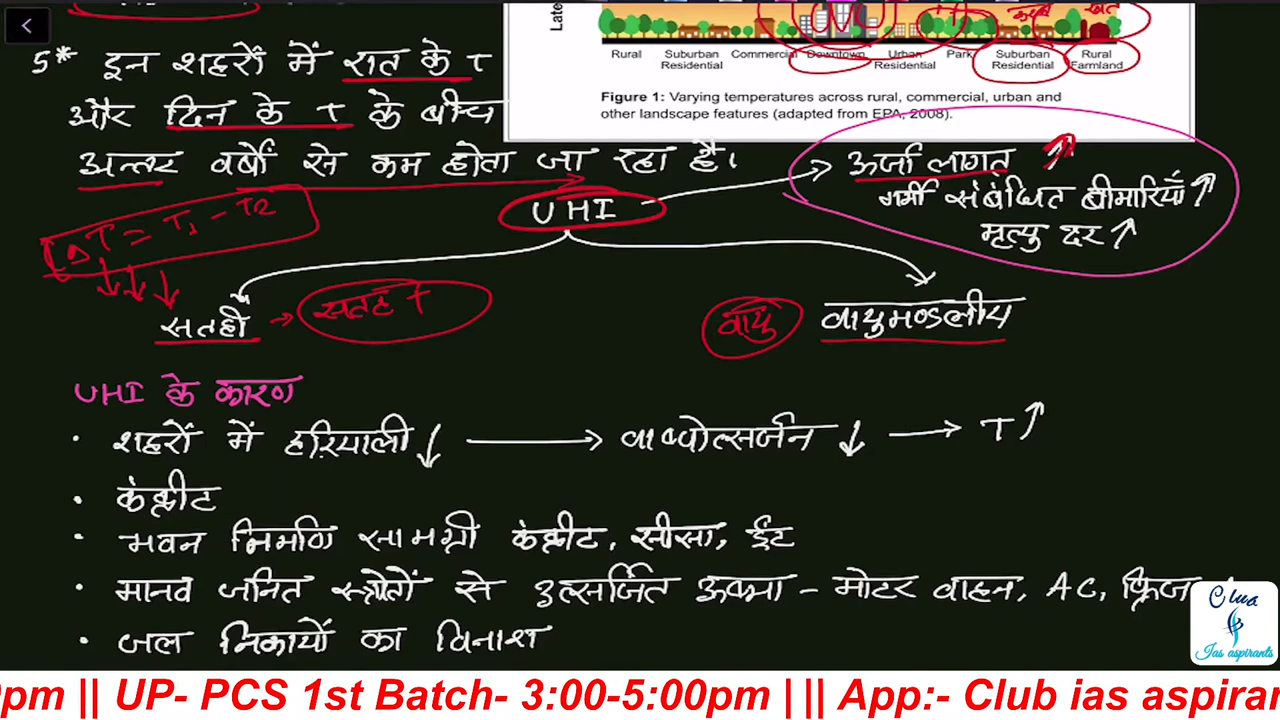 Late
Rural Suburban Residential Commercial Downtown Urban Residential Park Suburban Residential Rural Farmland
Figure 1: Varying temperatures across rural, commercial, urban and
other landscape features (adapted from EPA, 2008).
5* इन शहरों में रात के T
और दिन के T के बीच
अन्तर वर्षों से कम होता जा रहा है।
ऊर्जा लागत ↑
गर्मी संबंधित बीमारियाँ ↑
मृत्यु दर ↑
UHI
ΔT = T₁ - T2
सतही → सतह T
वायु वायुमण्डलीय
UHI के कारण
• शहरों में हरियाली ↓ → वाष्पोत्सर्जन ↓ → T ↑
• कंक्रीट
• भवन निर्माण सामग्री कंक्रीट, सीसा, ईट
• मानव जनित स्त्रोतों से उत्सर्जित ऊष्मा - मोटर वाहन, AC, फ्रिज
• जल निकायों का विनाश
Club
Ias aspirants
0pm || UP- PCS 1st Batch- 3:00-5:00pm | || App:- Club ias aspiran